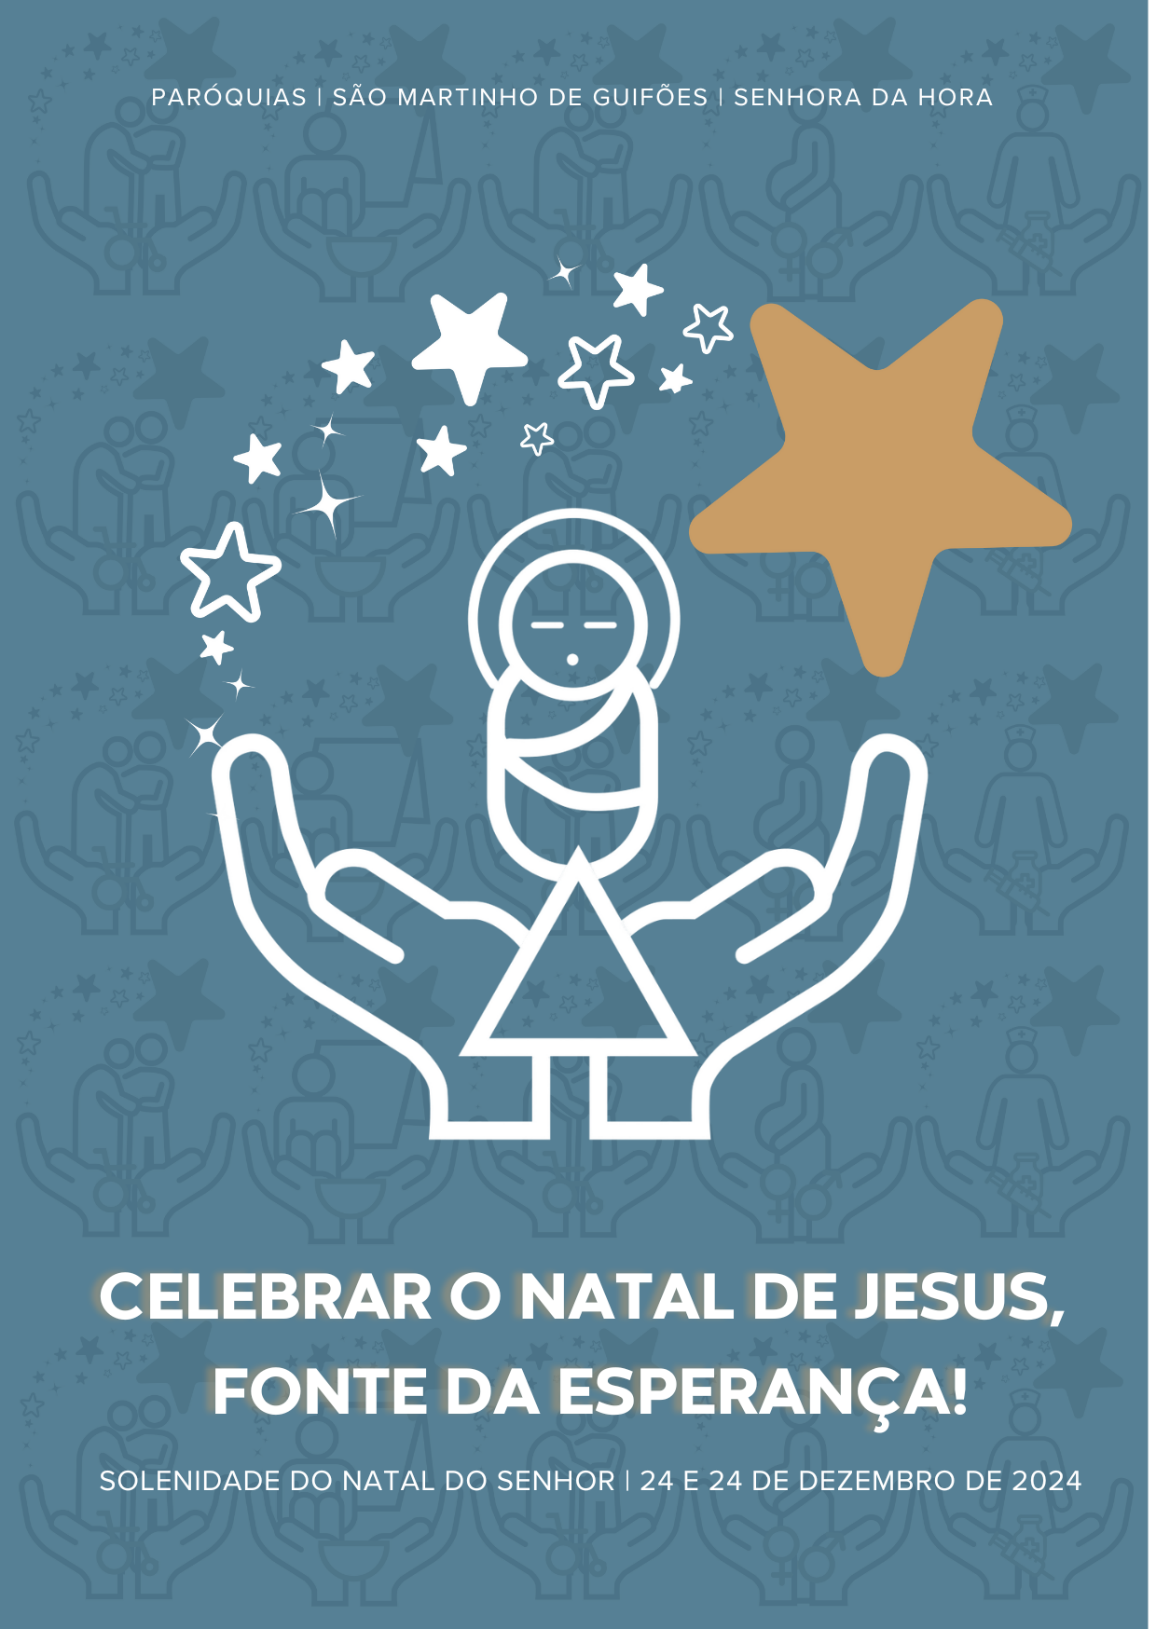 PARÓQUIAS | SÃO MARTINHO DE GUIFÕES | SENHORA DA HORA
CELEBRAR O NATAL DE JESUS,
FONTE DA ESPERANÇA!
SOLENIDADE DO NATAL DO SENHOR | 24 E 24 DE DEZEMBRO DE 2024